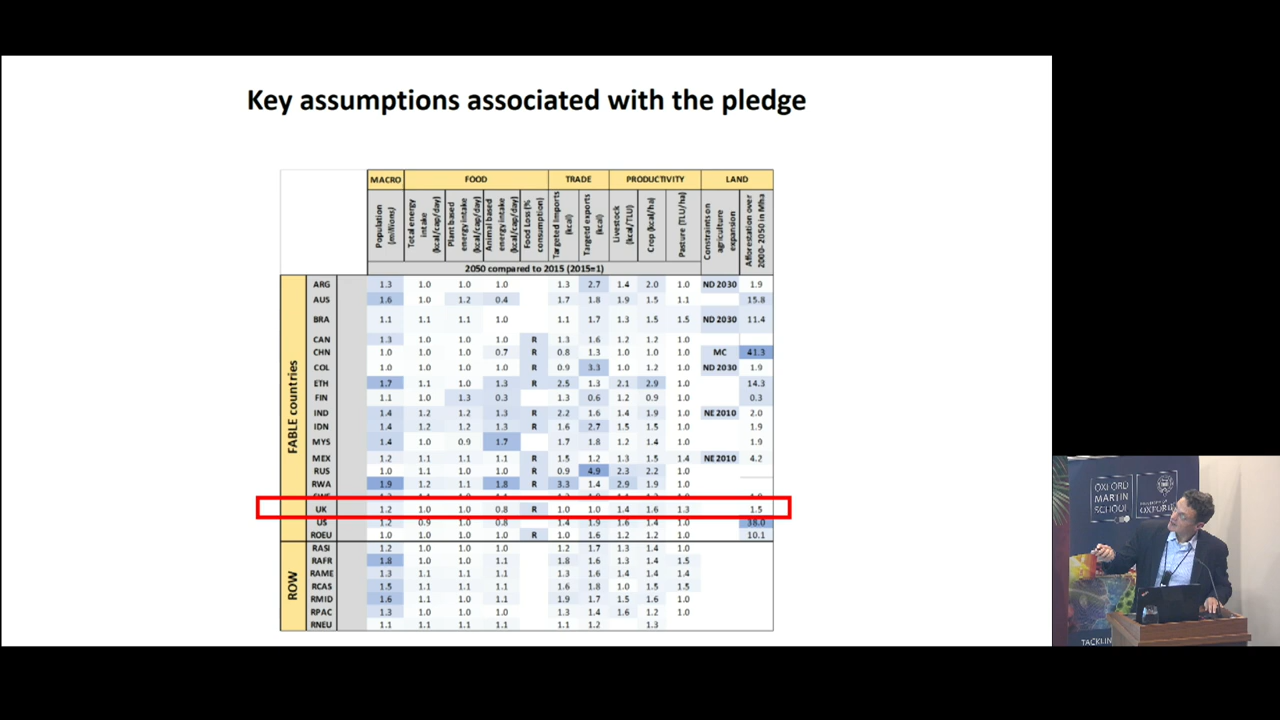 Key assumptions associated with the pledge
MACRO FOOD TRADE PRODUCTIVITY LAND
Population (millions)
Total energy intake (kcal/cap/day)
Plant based energy intake (kcal/cap/day)
Animal based energy intake (kcal/cap/day)
Food Loss (% consumption)
Targeted Imports (kcal)
Targetd exports (kcal)
Livestock (kcal/TLU)
Crop (kcal/ha)
Pasture (TLU/ha)
Constraints on agriculture expansion
Afforestation over 2000-2050 in Mha
2050 compared to 2015 (2015=1)
FABLE countries
ARG 1.3 1.0 1.0 1.0 1.3 2.7 1.4 2.0 1.0 ND 2030 1.9
AUS 1.6 1.0 1.2 0.4 1.7 1.8 1.9 1.5 1.1 15.8
BRA 1.1 1.1 1.1 1.0 1.1 1.7 1.3 1.5 1.5 ND 2030 11.4
CAN 1.3 1.0 1.0 1.0 R 1.3 1.6 1.2 1.2 1.0
CHN 1.0 1.0 1.0 0.7 R 0.8 1.3 1.0 1.0 1.0 MC 41.3
COL 1.0 1.0 1.0 1.0 R 0.9 3.3 1.0 1.2 1.0 ND 2030 1.9
ETH 1.7 1.1 1.0 1.3 R 2.5 1.3 2.1 2.9 1.0 14.3
FIN 1.1 1.0 1.3 0.3 1.3 0.6 1.2 0.9 1.0 0.3
IND 1.4 1.2 1.2 1.3 R 2.2 1.6 1.4 1.9 1.0 NE 2010 2.0
IDN 1.4 1.2 1.2 1.3 R 1.6 2.7 1.5 1.5 1.0 1.9
MYS 1.4 1.0 0.9 1.7 1.7 1.8 1.2 1.4 1.0 1.9
MEX 1.2 1.1 1.1 1.1 R 1.5 1.2 1.3 1.5 1.4 NE 2010 4.2
RUS 1.0 1.1 1.0 1.0 R 0.9 4.9 2.3 2.2 1.0
RWA 1.9 1.2 1.1 1.8 R 3.3 1.4 2.9 1.9 1.0
UK 1.2 1.0 1.0 0.8 R 1.0 1.0 1.4 1.6 1.3 1.5
US 1.2 0.9 1.0 0.8 1.4 1.9 1.6 1.4 1.0 38.0
ROEU 1.0 1.0 1.0 1.0 R 1.0 1.6 1.2 1.2 1.0 10.1
ROW
RASI 1.2 1.0 1.0 1.0 1.2 1.7 1.3 1.4 1.0
RAFR 1.8 1.0 1.0 1.1 1.8 1.6 1.3 1.4 1.5
RAME 1.3 1.1 1.1 1.1 1.3 1.6 1.4 1.4 1.4
RCAS 1.5 1.1 1.1 1.1 1.6 1.8 1.0 1.5 1.5
RMID 1.6 1.1 1.0 1.1 1.9 1.7 1.5 1.6 1.0
RPAC 1.3 1.0 1.0 1.0 1.3 1.4 1.6 1.2 1.0
RNEU 1.1 1.1 1.1 1.1 1.1 1.2 1.3
OXFORD
MARTIN
SCHOOL
UNIVERSITY OF
OXFORD
TACKLIN